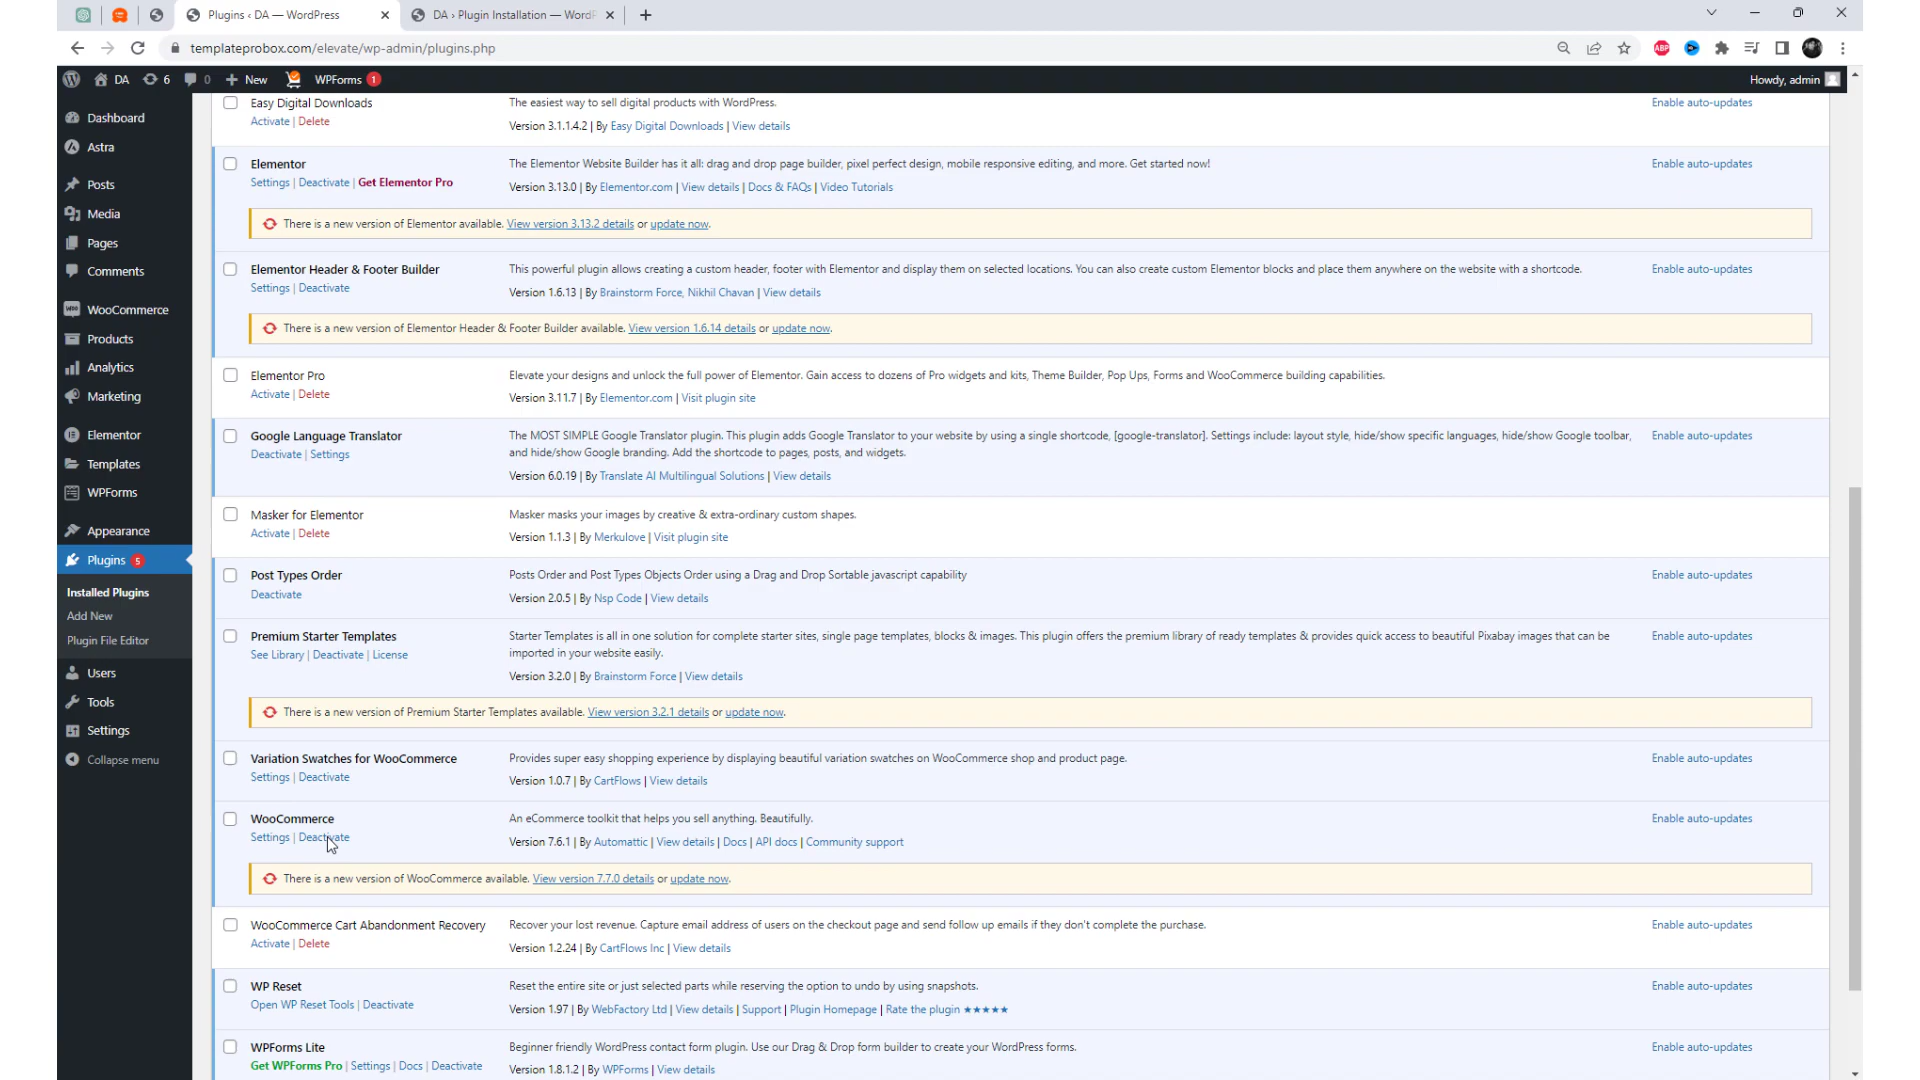 Plugins ‹ DA — WordPress
DA › Plugin Installation — WordP
templateprobox.com/elevate/wp-admin/plugins.php
ABP
DA 6 0 New WPForms 1 Howdy, admin
Dashboard
Astra
Posts
Media
Pages
Comments
WooCommerce
Products
Analytics
Marketing
Elementor
Templates
WPForms
Appearance
Plugins 5
Installed Plugins
Add New
Plugin File Editor
Users
Tools
Settings
Collapse menu
Easy Digital Downloads The easiest way to sell digital products with WordPress. Enable auto-updates
Activate | Delete Version 3.1.1.4.2 | By Easy Digital Downloads | View details
Elementor The Elementor Website Builder has it all: drag and drop page builder, pixel perfect design, mobile responsive editing, and more. Get started now! Enable auto-updates
Settings | Deactivate | Get Elementor Pro Version 3.13.0 | By Elementor.com | View details | Docs & FAQs | Video Tutorials
There is a new version of Elementor available. View version 3.13.2 details or update now.
Elementor Header & Footer Builder This powerful plugin allows creating a custom header, footer with Elementor and display them on selected locations. You can also create custom Elementor blocks and place them anywhere on the website with a shortcode. Enable auto-updates
Settings | Deactivate Version 1.6.13 | By Brainstorm Force, Nikhil Chavan | View details
There is a new version of Elementor Header & Footer Builder available. View version 1.6.14 details or update now.
Elementor Pro Elevate your designs and unlock the full power of Elementor. Gain access to dozens of Pro widgets and kits, Theme Builder, Pop Ups, Forms and WooCommerce building capabilities.
Activate | Delete Version 3.11.7 | By Elementor.com | Visit plugin site
Google Language Translator The MOST SIMPLE Google Translator plugin. This plugin adds Google Translator to your website by using a single shortcode, [google-translator]. Settings include: layout style, hide/show specific languages, hide/show Google toolbar, Enable auto-updates
Deactivate | Settings and hide/show Google branding. Add the shortcode to pages, posts, and widgets.
Version 6.0.19 | By Translate AI Multilingual Solutions | View details
Masker for Elementor Masker masks your images by creative & extra-ordinary custom shapes.
Activate | Delete Version 1.1.3 | By Merkulove | Visit plugin site
Post Types Order Posts Order and Post Types Objects Order using a Drag and Drop Sortable javascript capability Enable auto-updates
Deactivate Version 2.0.5 | By Nsp Code | View details
Premium Starter Templates Starter Templates is all in one solution for complete starter sites, single page templates, blocks & images. This plugin offers the premium library of ready templates & provides quick access to beautiful Pixabay images that can be Enable auto-updates
See Library | Deactivate | License imported in your website easily.
Version 3.2.0 | By Brainstorm Force | View details
There is a new version of Premium Starter Templates available. View version 3.2.1 details or update now.
Variation Swatches for WooCommerce Provides super easy shopping experience by displaying beautiful variation swatches on WooCommerce shop and product page. Enable auto-updates
Settings | Deactivate Version 1.0.7 | By CartFlows | View details
WooCommerce An eCommerce toolkit that helps you sell anything. Beautifully. Enable auto-updates
Settings | Deactivate Version 7.6.1 | By Automattic | View details | Docs | API docs | Community support
There is a new version of WooCommerce available. View version 7.7.0 details or update now.
WooCommerce Cart Abandonment Recovery Recover your lost revenue. Capture email address of users on the checkout page and send follow up emails if they don't complete the purchase. Enable auto-updates
Activate | Delete Version 1.2.24 | By CartFlows Inc | View details
WP Reset Reset the entire site or just selected parts while reserving the option to undo by using snapshots. Enable auto-updates
Open WP Reset Tools | Deactivate Version 1.97 | By WebFactory Ltd | View details | Support | Plugin Homepage | Rate the plugin ★★★★★
WPForms Lite Beginner friendly WordPress contact form plugin. Use our Drag & Drop form builder to create your WordPress forms. Enable auto-updates
Get WPForms Pro | Settings | Docs | Deactivate Version 1.8.1.2 | By WPForms | View details